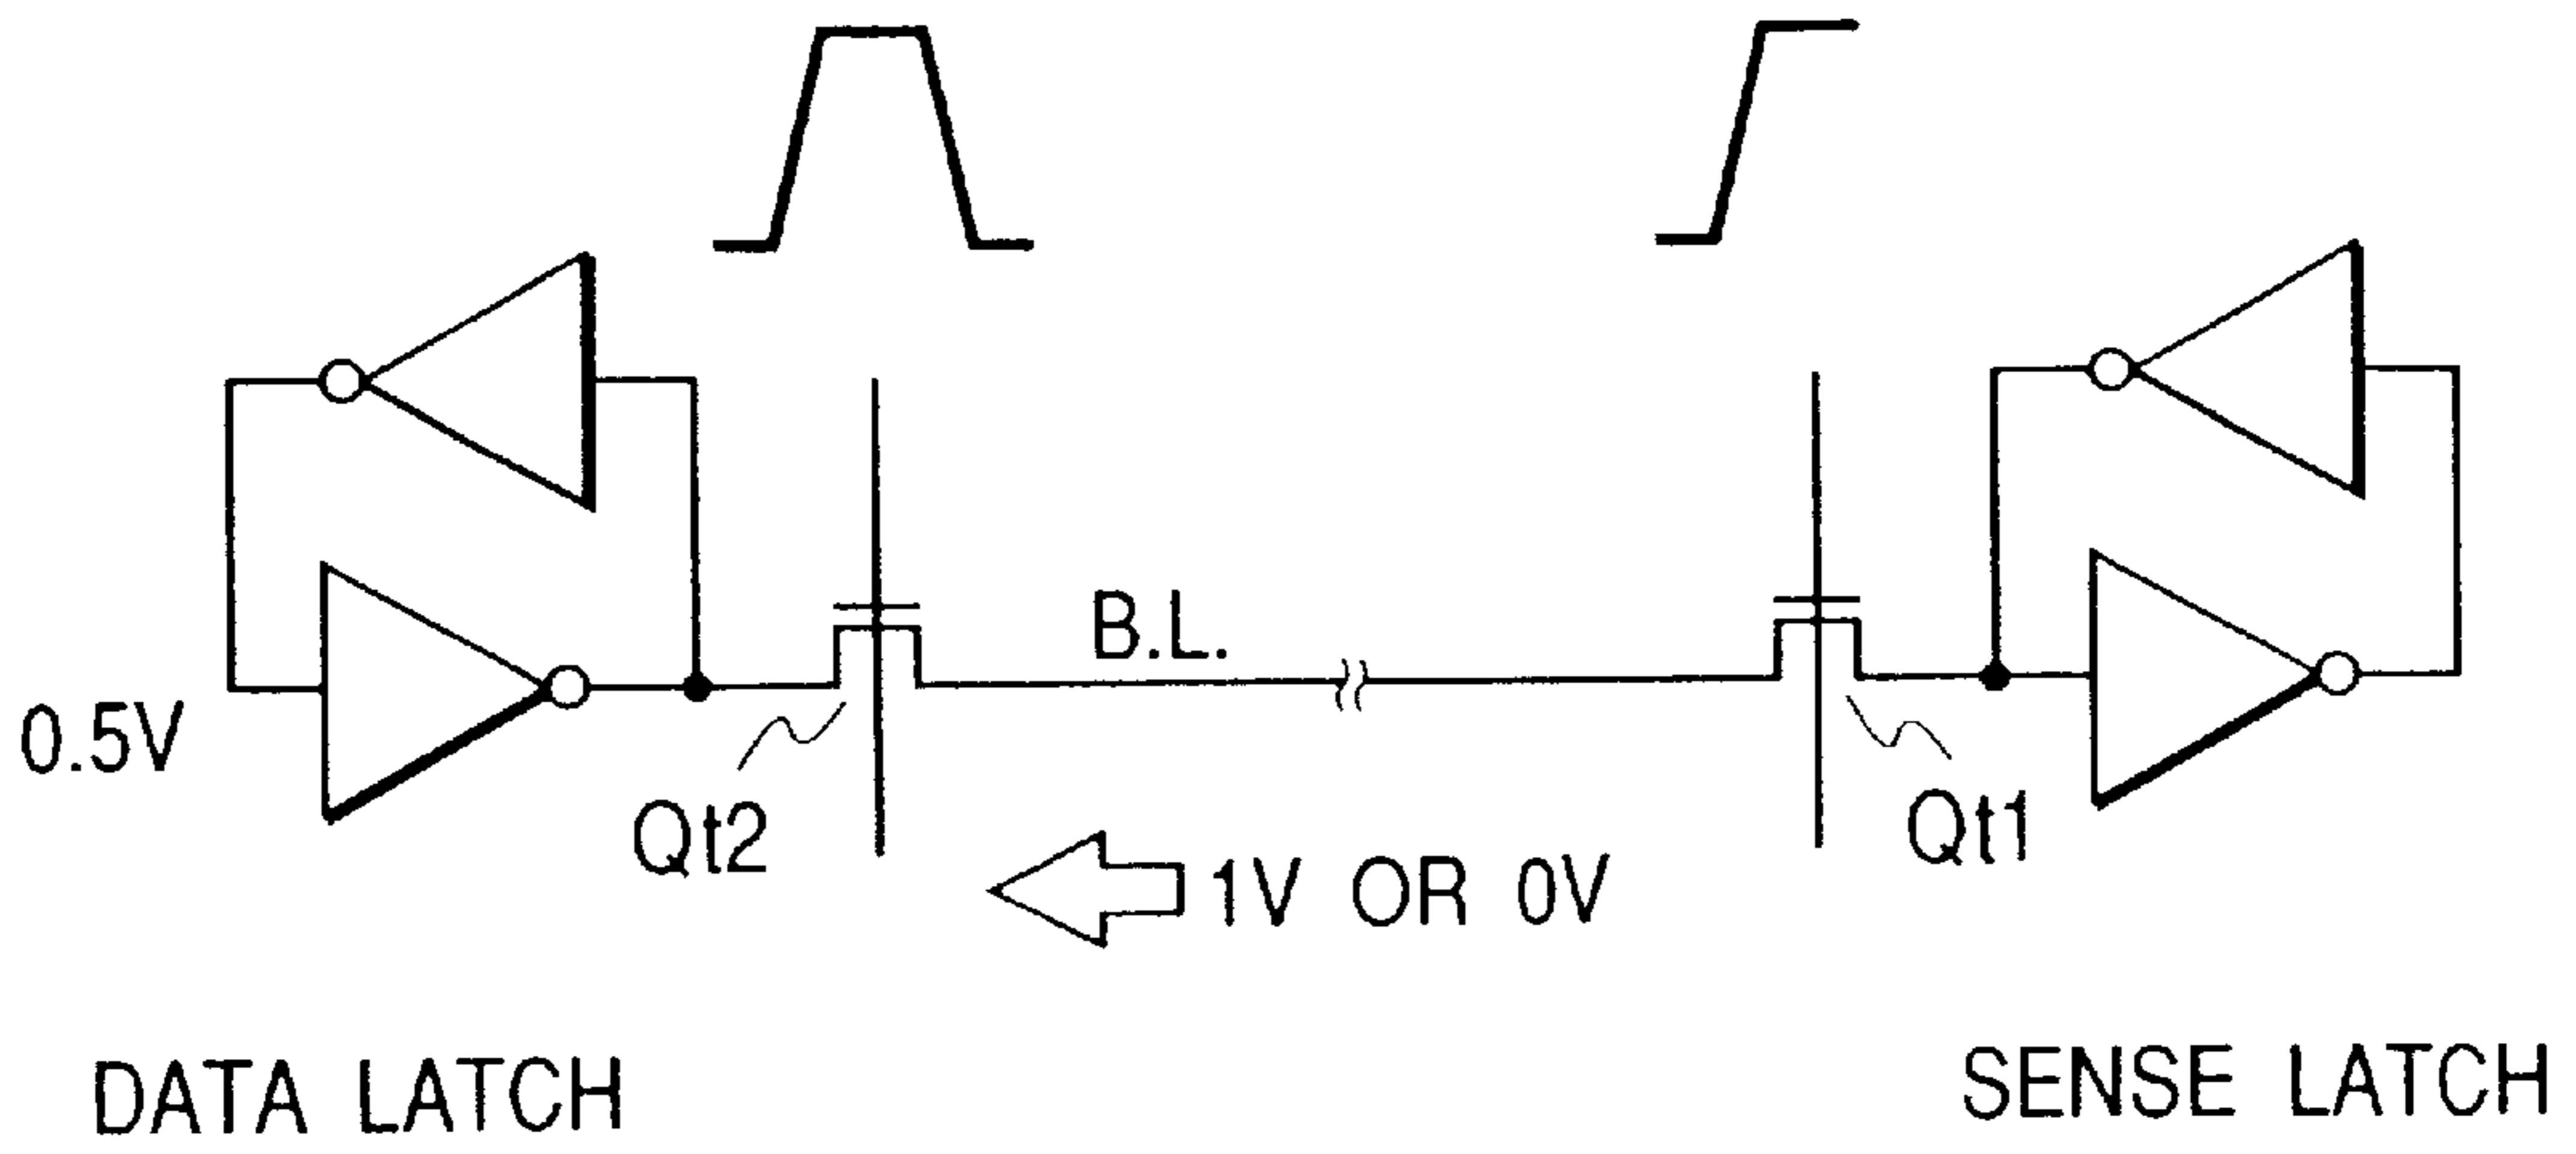 B.L.
0.5V
Qt2
Qt1
1V OR 0V
DATA LATCH
SENSE LATCH